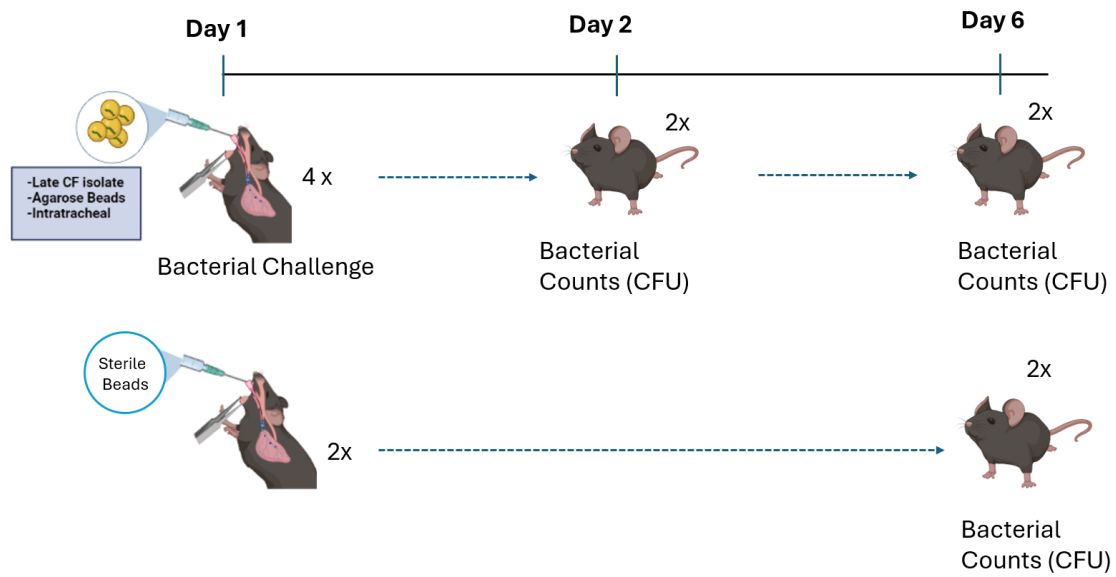 Day 1
Day 2
Day 6
-Late CF isolate
-Agarose Beads
-Intratracheal
4 x
2x
2x
Bacterial Challenge
Bacterial
Counts (CFU)
Bacterial
Counts (CFU)
Sterile
Beads
2x
2x
Bacterial
Counts (CFU)